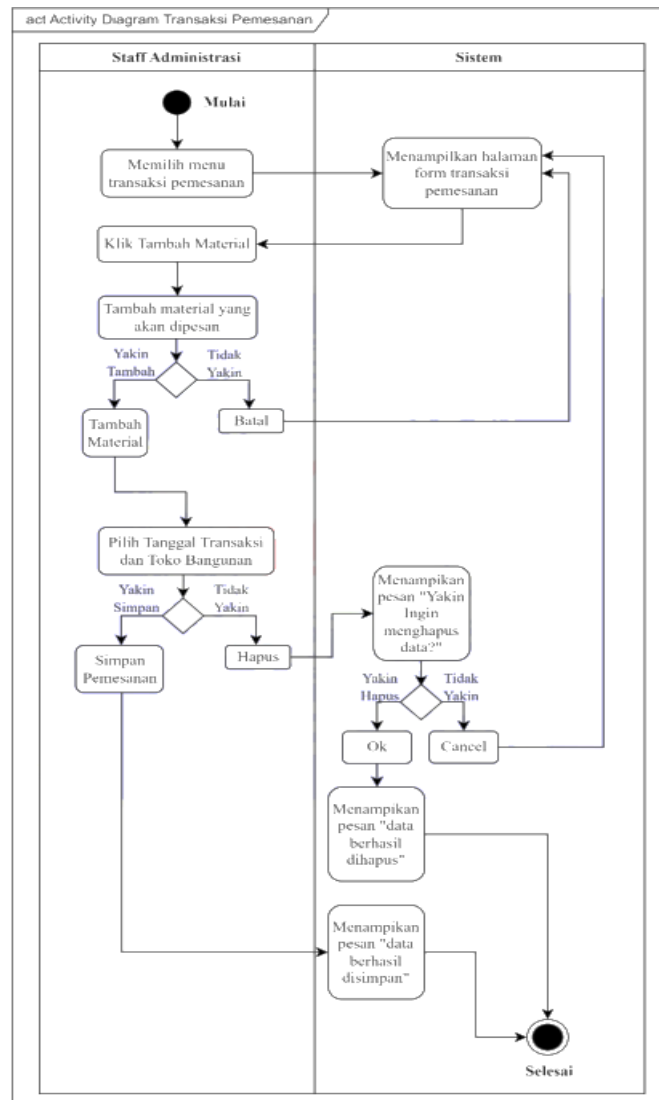 act Activity Diagram Transaksi Pemesanan
Staff Administrasi
Sistem
Mulai
Memilih menu
transaksi pemesanan
Menampilkan halaman
form transaksi
pemesanan
Klik Tambah Material
Tambah material yang
akan dipesan
Yakin
Tambah
Tidak
Yakin
Tambah
Material
Batal
Pilih Tanggal Transaksi
dan Toko Bangunan
Yakin
Simpan
Tidak
Yakin
Simpan
Pemesanan
Hapus
Menampikan
pesan "Yakin
Ingin
menghapus
data?"
Yakin
Hapus
Tidak
Yakin
Ok
Cancel
Menampikan
pesan "data
berhasil
dihapus"
Menampikan
pesan "data
berhasil
disimpan"
Selesai